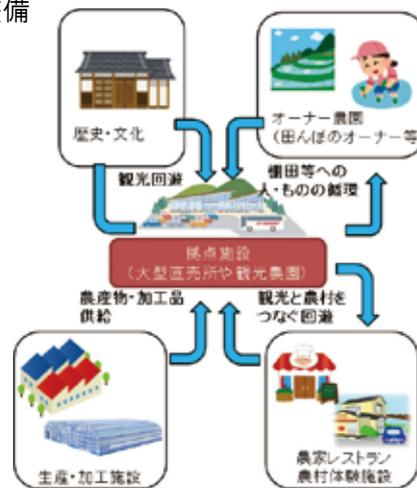 備
歴史・文化
オーナー農園
(田んぼのオーナー等
観光回遊
棚田等への
人・ものの循環
拠点施設
(大型直売所や観光農園)
農産物・加工品
供給
観光と農村を
つなぐ回遊
生産・加工施設
農家レストラン
農村体験施設